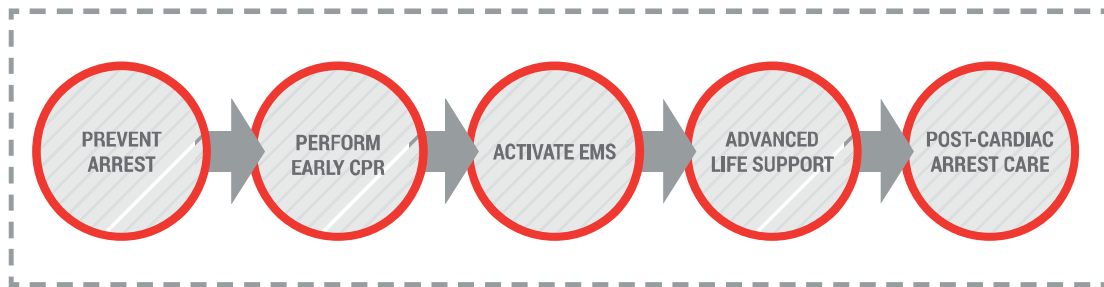 PREVENT
ARREST
PERFORM
EARLY CPR
ACTIVATE EMS
ADVANCED
LIFE SUPPORT
POST-CARDIAC
ARREST CARE